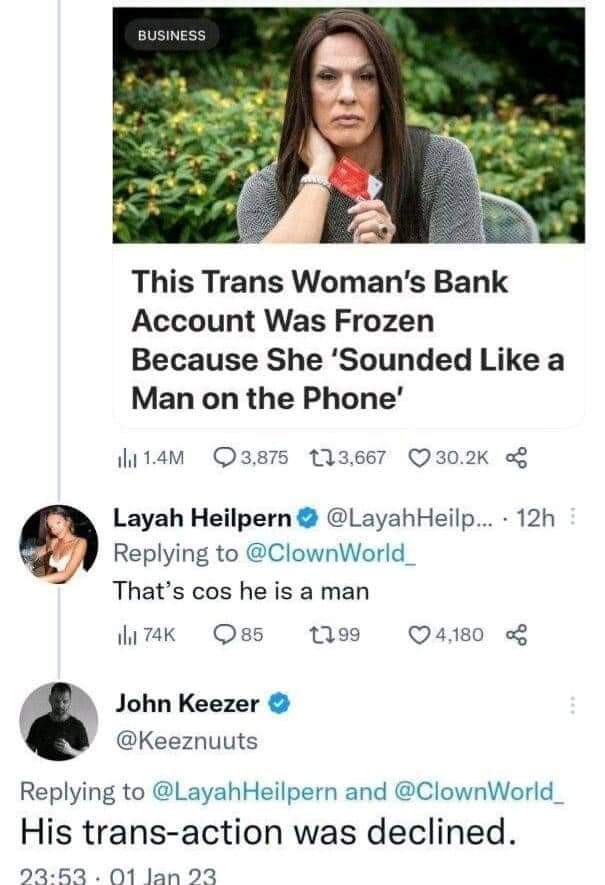 BUSINESS
This Trans Woman's Bank
Account Was Frozen
Because She 'Sounded Like a
Man on the Phone'
1.4M 3,875 3,667 30.2K
Layah Heilpern @LayahHeilp... · 12h
Replying to @ClownWorld_
That's cos he is a man
74K 85 99 4,180
John Keezer
@Keeznuuts
Replying to @LayahHeilpern and @ClownWorld_
His trans-action was declined.
23:53 · 01 Jan 23